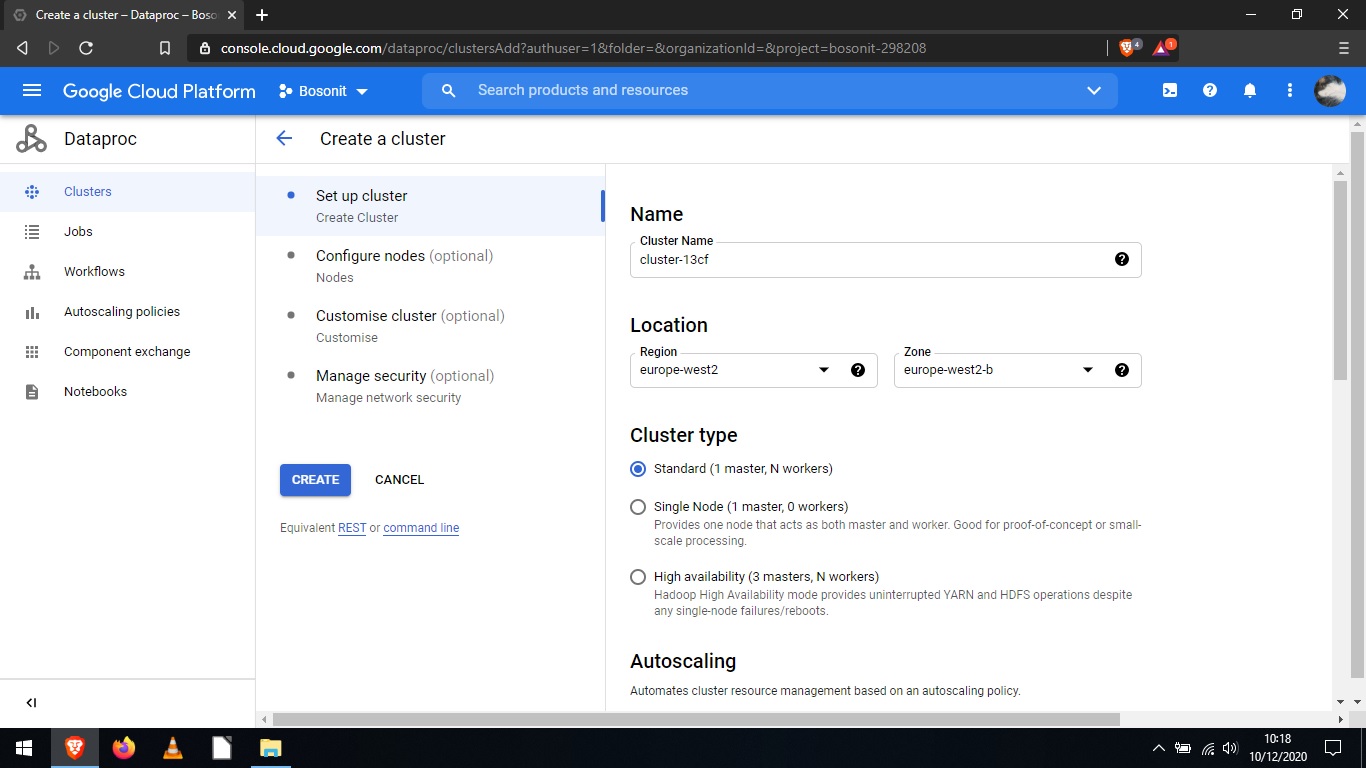 Create a cluster – Dataproc – Boso
console.cloud.google.com/dataproc/clustersAdd?authuser=1&folder=&organizationId=&project=bosonit-298208
4
1
Google Cloud Platform
Bosonit
Search products and resources
Dataproc
Clusters
Jobs
Workflows
Autoscaling policies
Component exchange
Notebooks
Create a cluster
Set up cluster
Create Cluster
Configure nodes (optional)
Nodes
Customise cluster (optional)
Customise
Manage security (optional)
Manage network security
CREATE
CANCEL
Equivalent REST or command line
Name
Cluster Name
cluster-13cf
Location
Region
europe-west2
Zone
europe-west2-b
Cluster type
Standard (1 master, N workers)
Single Node (1 master, 0 workers)
Provides one node that acts as both master and worker. Good for proof-of-concept or small-
scale processing.
High availability (3 masters, N workers)
Hadoop High Availability mode provides uninterrupted YARN and HDFS operations despite
any single-node failures/reboots.
Autoscaling
Automates cluster resource management based on an autoscaling policy.
10:18
10/12/2020